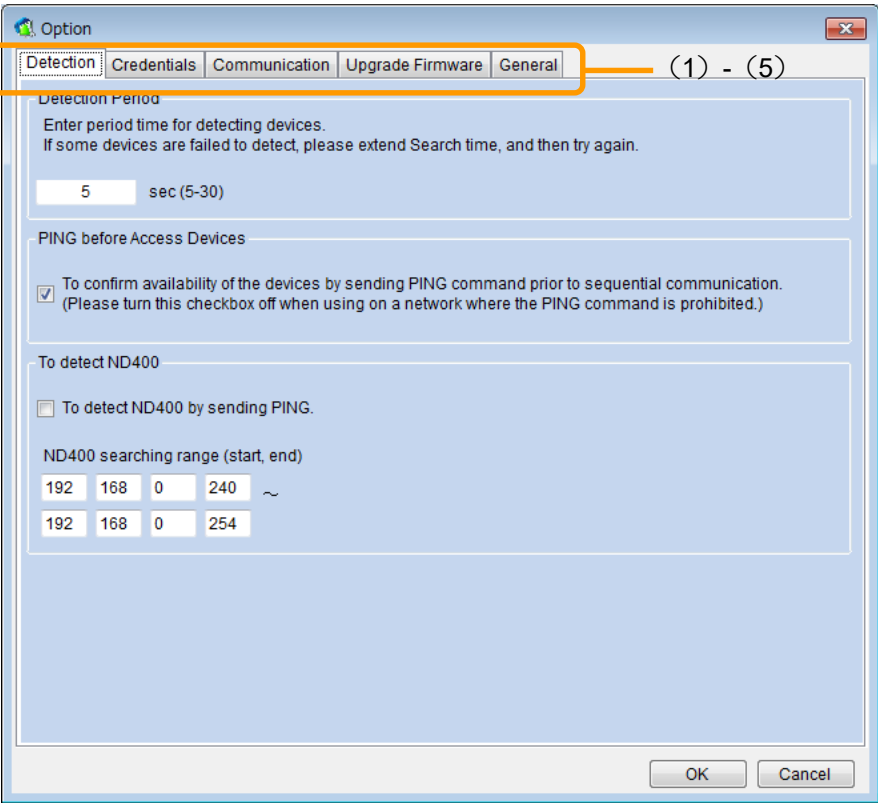 Option
Detection Credentials Communication Upgrade Firmware General
(1) - (5)
Detection Period
Enter period time for detecting devices.
If some devices are failed to detect, please extend Search time, and then try again.
5 sec (5-30)
PING before Access Devices
To confirm availability of the devices by sending PING command prior to sequential communication.
(Please turn this checkbox off when using on a network where the PING command is prohibited.)
To detect ND400
To detect ND400 by sending PING.
ND400 searching range (start, end)
192 168 0 240 ～
192 168 0 254
OK Cancel